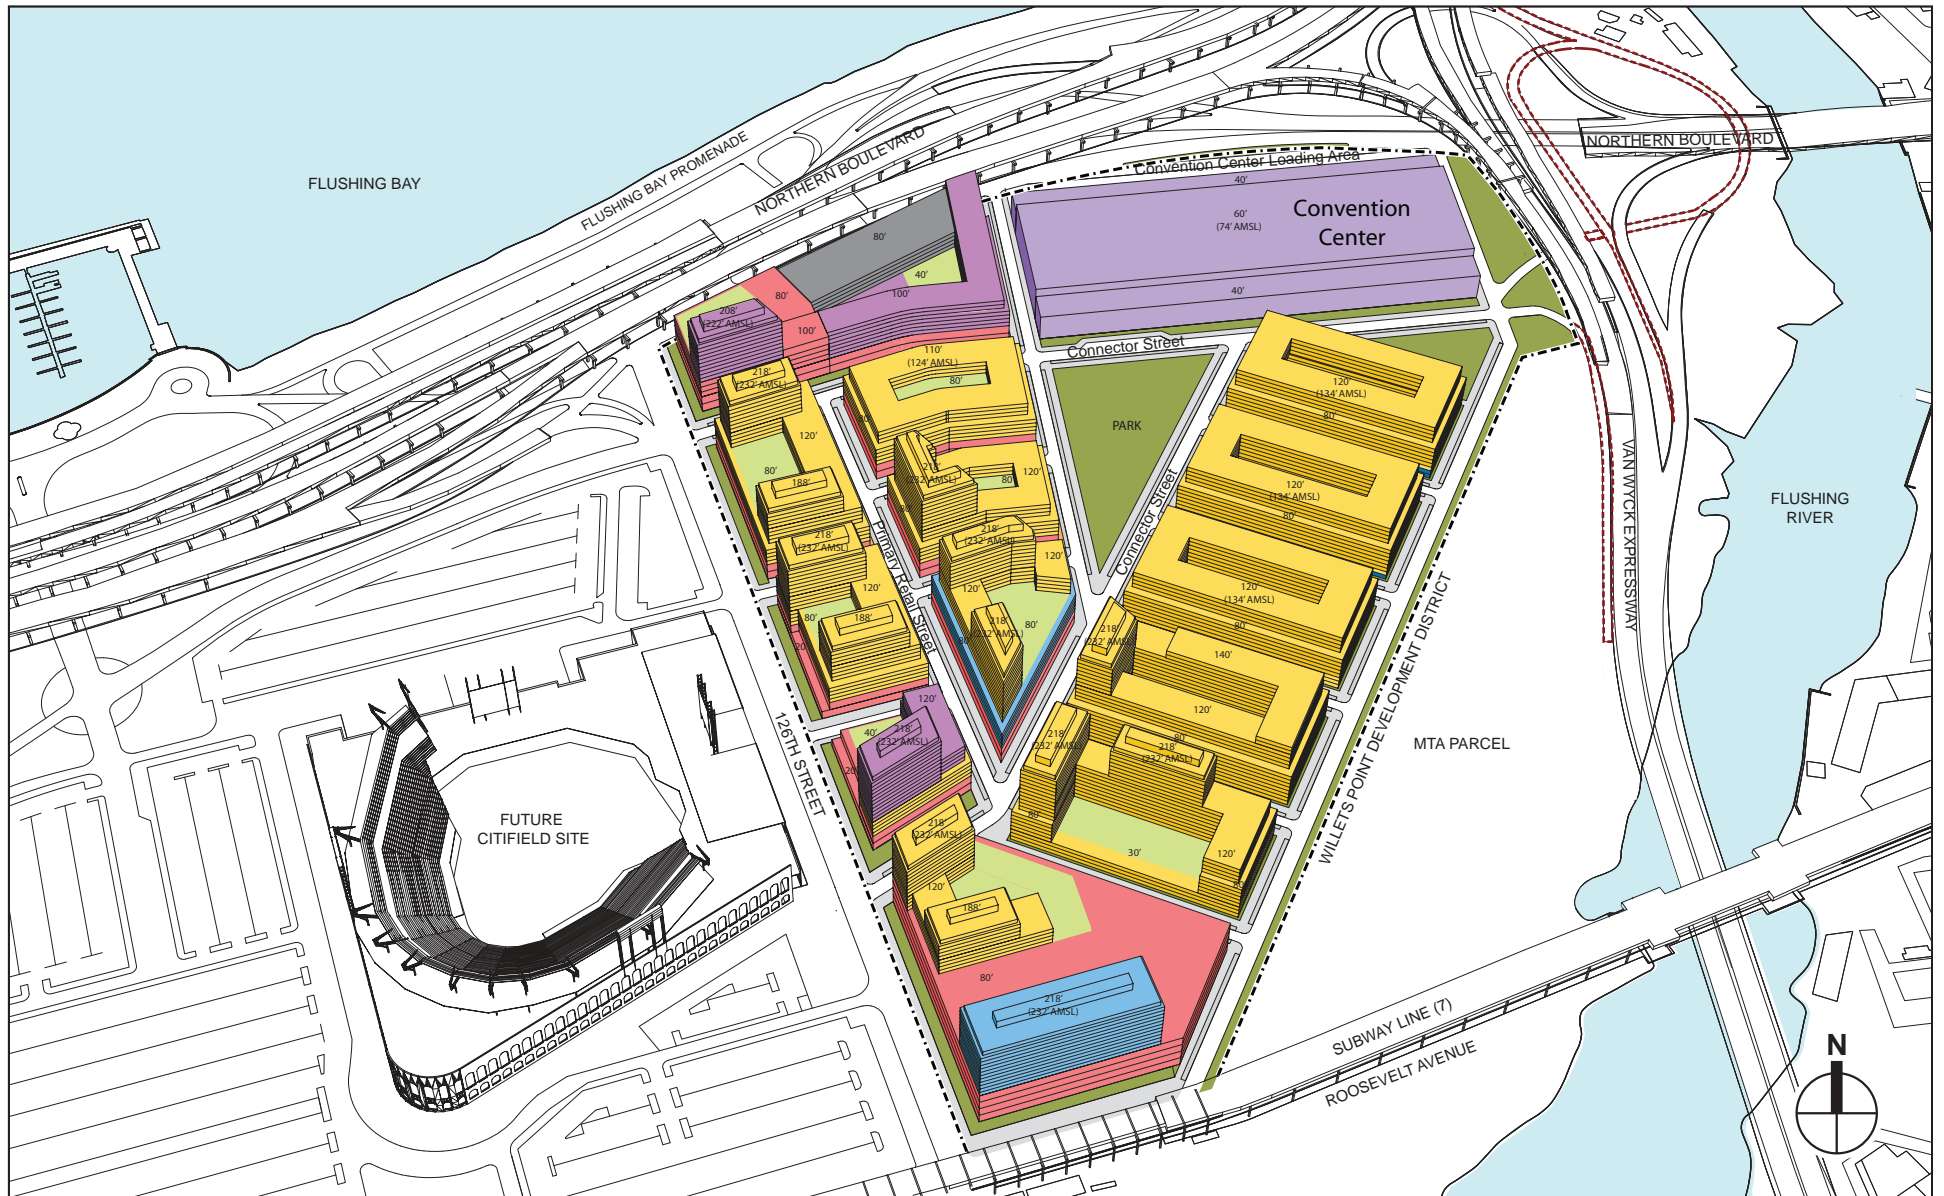 FLUSHING BAY
FLUSHING BAY PROMENADE
NORTHERN BOULEVARD
NORTHERN BOULEVARD
Convention Center Loading Area
40'
60'
(74' AMSL)
Convention
Center
40'
80'
40'
100'
80'
100'
208'
(222' AMSL)
Connector Street
110'
(124' AMSL)
80'
80'
218'
(232' AMSL)
120'
80'
188'
120'
(134' AMSL)
80'
PARK
218'
(232' AMSL)
120'
80'
80'
120'
(134' AMSL)
80'
Connector Street
Primary Retail Street
218'
(232' AMSL)
120'
80'
188'
20'
218'
(232' AMSL)
120'
120'
218'
(232' AMSL)
80'
120'
(134' AMSL)
80'
218'
(232' AMSL)
140'
120'
80'
VAN WYCK EXPRESSWAY
FLUSHING
RIVER
WILLETS POINT DEVELOPMENT DISTRICT
MTA PARCEL
126TH STREET
120'
40'
218'
(232' AMSL)
20'
218'
(232' AMSL)
218'
(232' AMSL)
80'
30'
120'
80'
FUTURE
CITIFIELD SITE
218'
(232' AMSL)
120'
188'
80'
218'
(232' AMSL)
SUBWAY LINE (7)
ROOSEVELT AVENUE
N